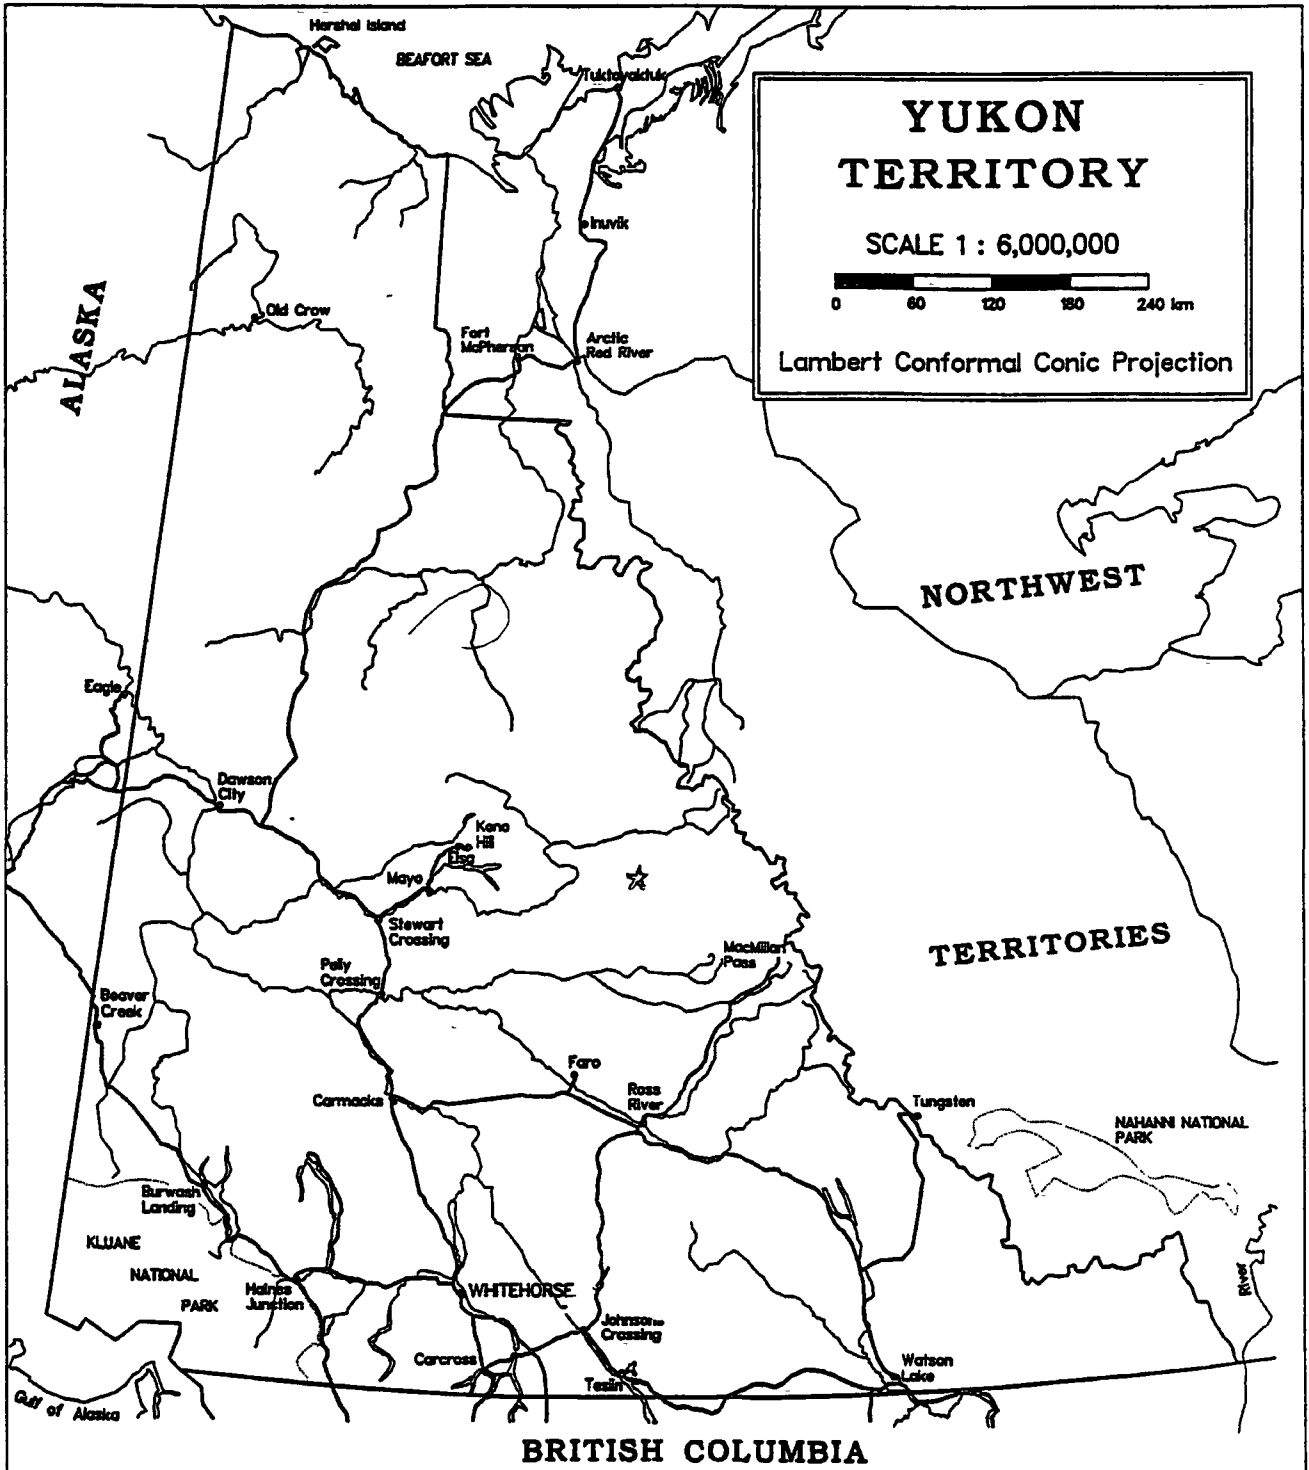 Hershel Island
BEAFORT SEA
Tuktoyaktuk
YUKON
TERRITORY
SCALE 1 : 6,000,000
0 60 120 180 240 km
Lambert Conformal Conic Projection
Inuvik
ALASKA
Old Crow
Fort
McPherson
Arctic
Red River
NORTHWEST
Eagle
Dawson
City
Keno
Hill
Elsa
Mayo
Stewart
Crossing
TERRITORIES
MacMillan
Pass
Pelly
Crossing
Beaver
Creek
Faro
Ross
River
Carmacks
Tungsten
NAHANNI NATIONAL
PARK
Burwash
Landing
KLUANE
NATIONAL
PARK
Haines
Junction
WHITEHORSE
River
Johnsons
Crossing
Carcross
Teslin
Watson
Lake
Gulf of Alaska
BRITISH COLUMBIA